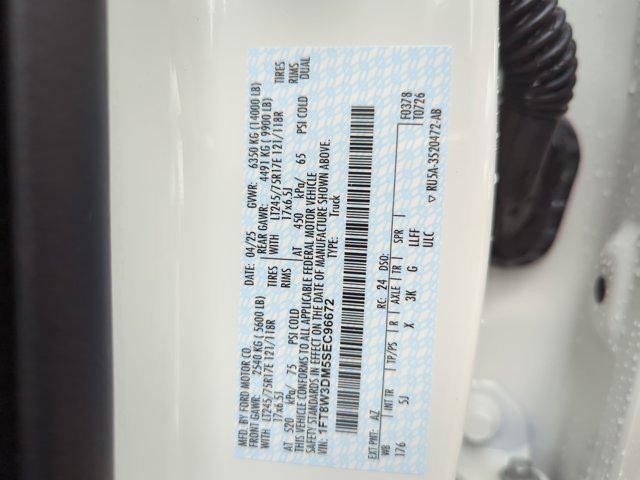 MFD. BY FORD MOTOR CO.
DATE: 04/25 GVWR: 6350 KG (14000 LB)
FRONT GAWR: 2540 KG (5600 LB) REAR GAWR: 4491 KG (9900 LB)
WITH LT245/75R17E 121/118R TIRES WITH LT245/75R17E 121/118R TIRES
17x6.5J RIMS 17x6.5J RIMS
AT 520 kPa/ 75 PSI COLD AT 450 kPa/ 65 PSI COLD DUAL
THIS VEHICLE CONFORMS TO ALL APPLICABLE FEDERAL MOTOR VEHICLE
SAFETY STANDARDS IN EFFECT ON THE DATE OF MANUFACTURE SHOWN ABOVE.
VIN: 1FT8W3DM5SEC96672 TYPE: Truck
F0378
T0726
EXT PNT: AZ RC: 24 DSO:
WB INT TR TP/PS R AXLE TR SPR
176 5J X 3K G LLFF
ULC
▽ RU5A-3520472-AB